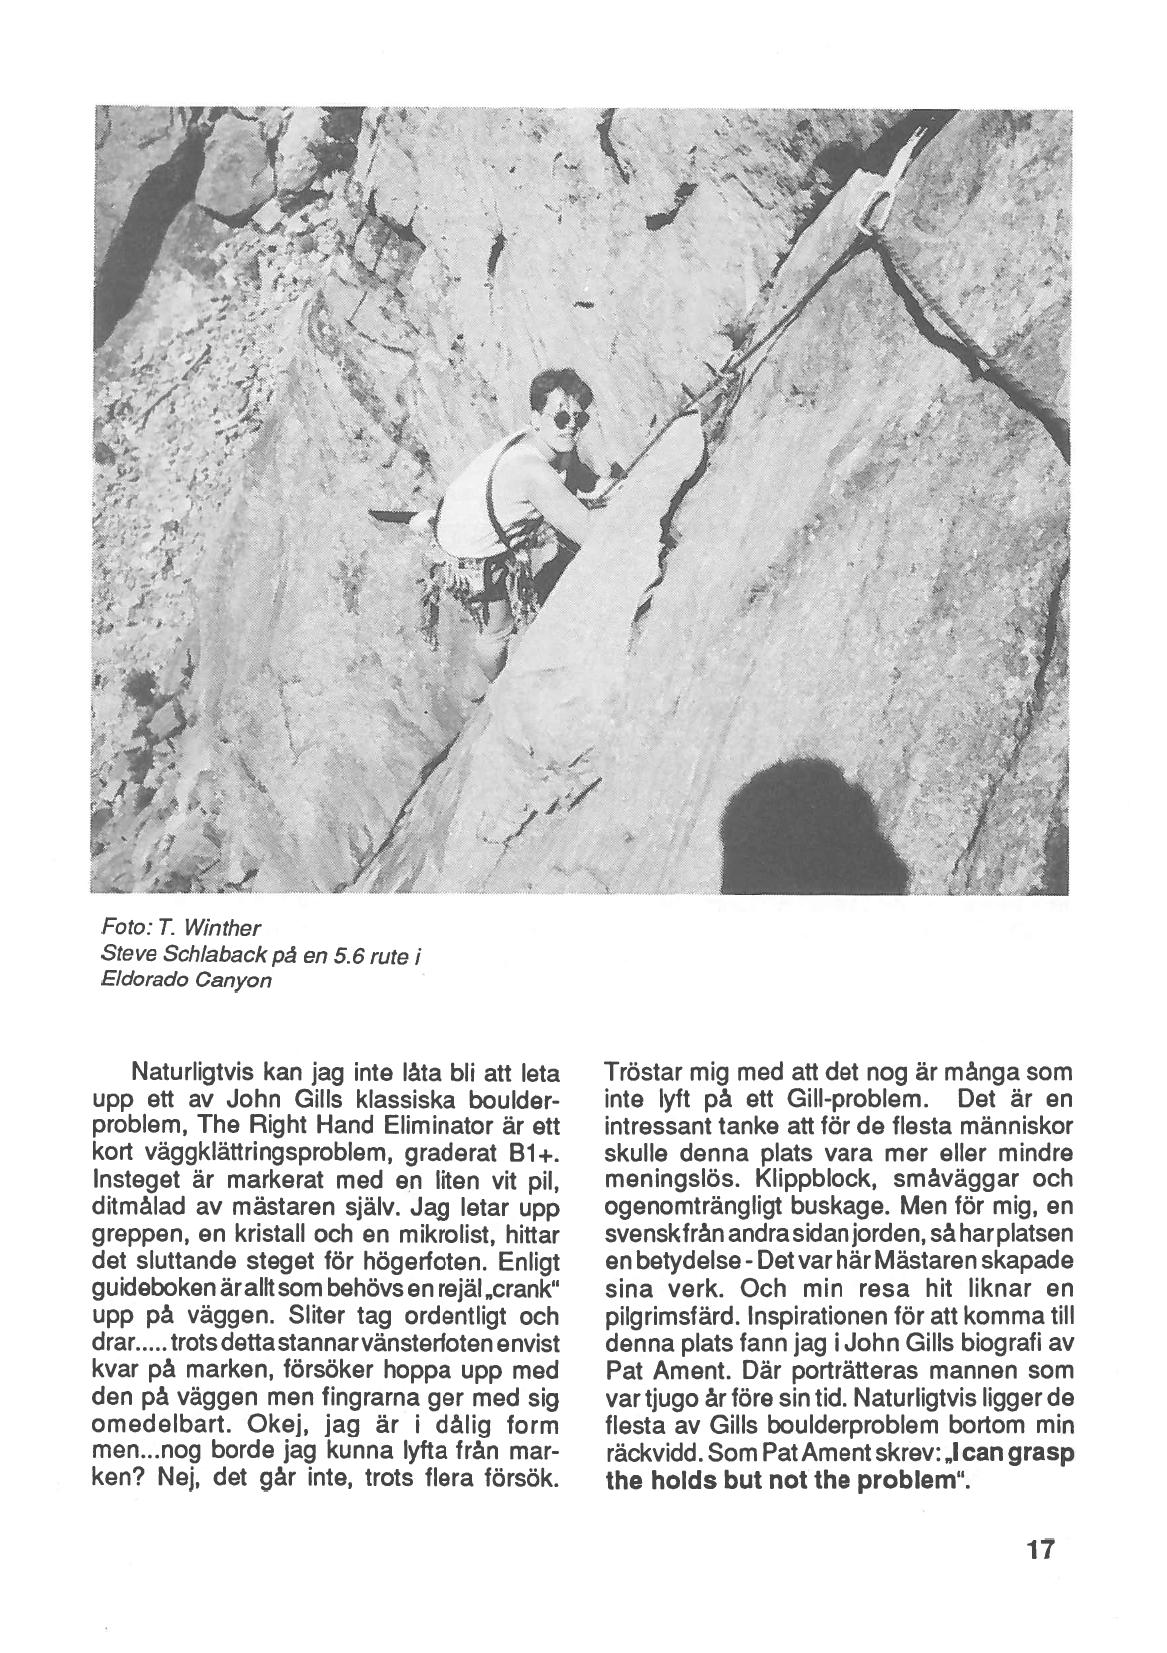 Foto: T. Winther
Steve Schlaback på en 5.6 rute i
Eldorado Canyon
Naturligtvis kan jag inte låta bli att leta
upp ett av John Gills klassiska boulder-
problem, The Right Hand Eliminator är ett
kort väggklättringsproblem, graderat B1+.
Insteget är markerat med en liten vit pil,
ditmålad av mästaren själv. Jag letar upp
greppen, en kristall och en mikrolist, hittar
det sluttande steget för högerfoten. Enligt
guideboken är allt som behövs en rejäl „crank“
upp på väggen. Sliter tag ordentligt och
drar..... trots detta stannar vänsterfoten envist
kvar på marken, försöker hoppa upp med
den på väggen men fingrarna ger med sig
omedelbart. Okej, jag är i dålig form
men...nog borde jag kunna lyfta från mar-
ken? Nej, det går inte, trots flera försök.
Tröstar mig med att det nog är många som
inte lyft på ett Gill-problem. Det är en
intressant tanke att för de flesta människor
skulle denna plats vara mer eller mindre
meningslös. Klippblock, småväggar och
ogenomträngligt buskage. Men för mig, en
svensk från andra sidan jorden, så har platsen
en betydelse - Det var här Mästaren skapade
sina verk. Och min resa hit liknar en
pilgrimsfärd. Inspirationen för att komma till
denna plats fann jag i John Gills biografi av
Pat Ament. Där porträtteras mannen som
var tjugo år före sin tid. Naturligtvis ligger de
flesta av Gills boulderproblem bortom min
räckvidd. Som Pat Ament skrev: „I can grasp
the holds but not the problem“.
17